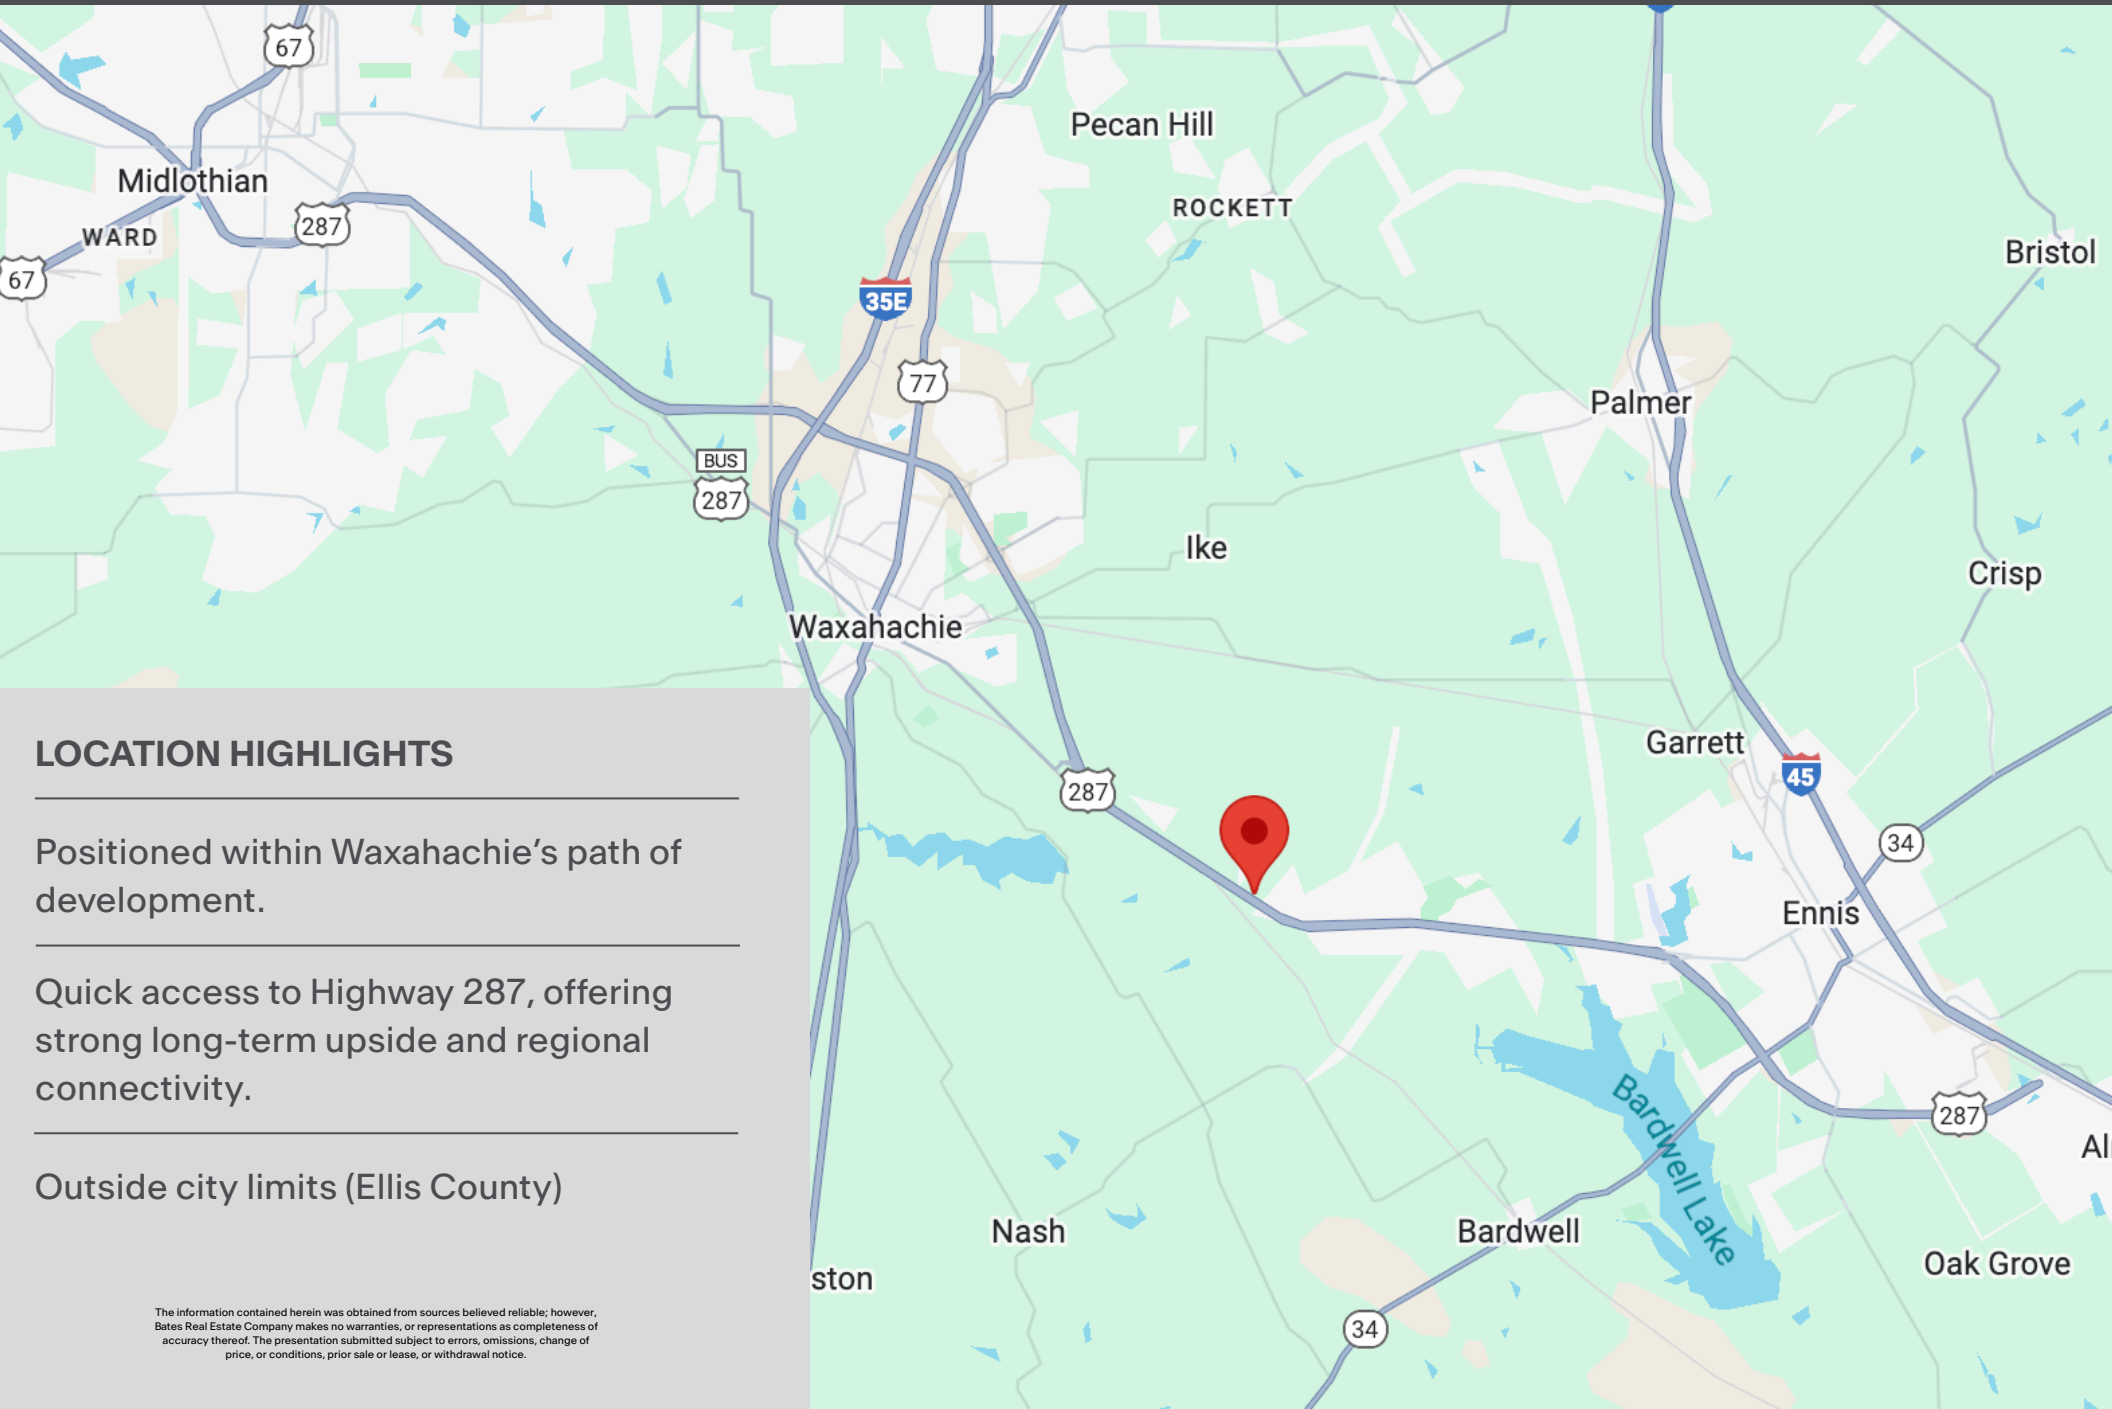 67
Pecan Hill
Midlothian
ROCKETT
287
WARD
Bristol
67
35E
77
Palmer
BUS
287
Ike
Crisp
Waxahachie
Garrett
LOCATION HIGHLIGHTS
45
287
34
Positioned within Waxahachie’s path of
development.
Ennis
Quick access to Highway 287, offering
strong long-term upside and regional
connectivity.
287
Bardwell Lake
Al
Outside city limits (Ellis County)
Nash
Bardwell
Oak Grove
ston
34
The information contained herein was obtained from sources believed reliable; however,
Bates Real Estate Company makes no warranties, or representations as completeness of
accuracy thereof. The presentation submitted subject to errors, omissions, change of
price, or conditions, prior sale or lease, or withdrawal notice.